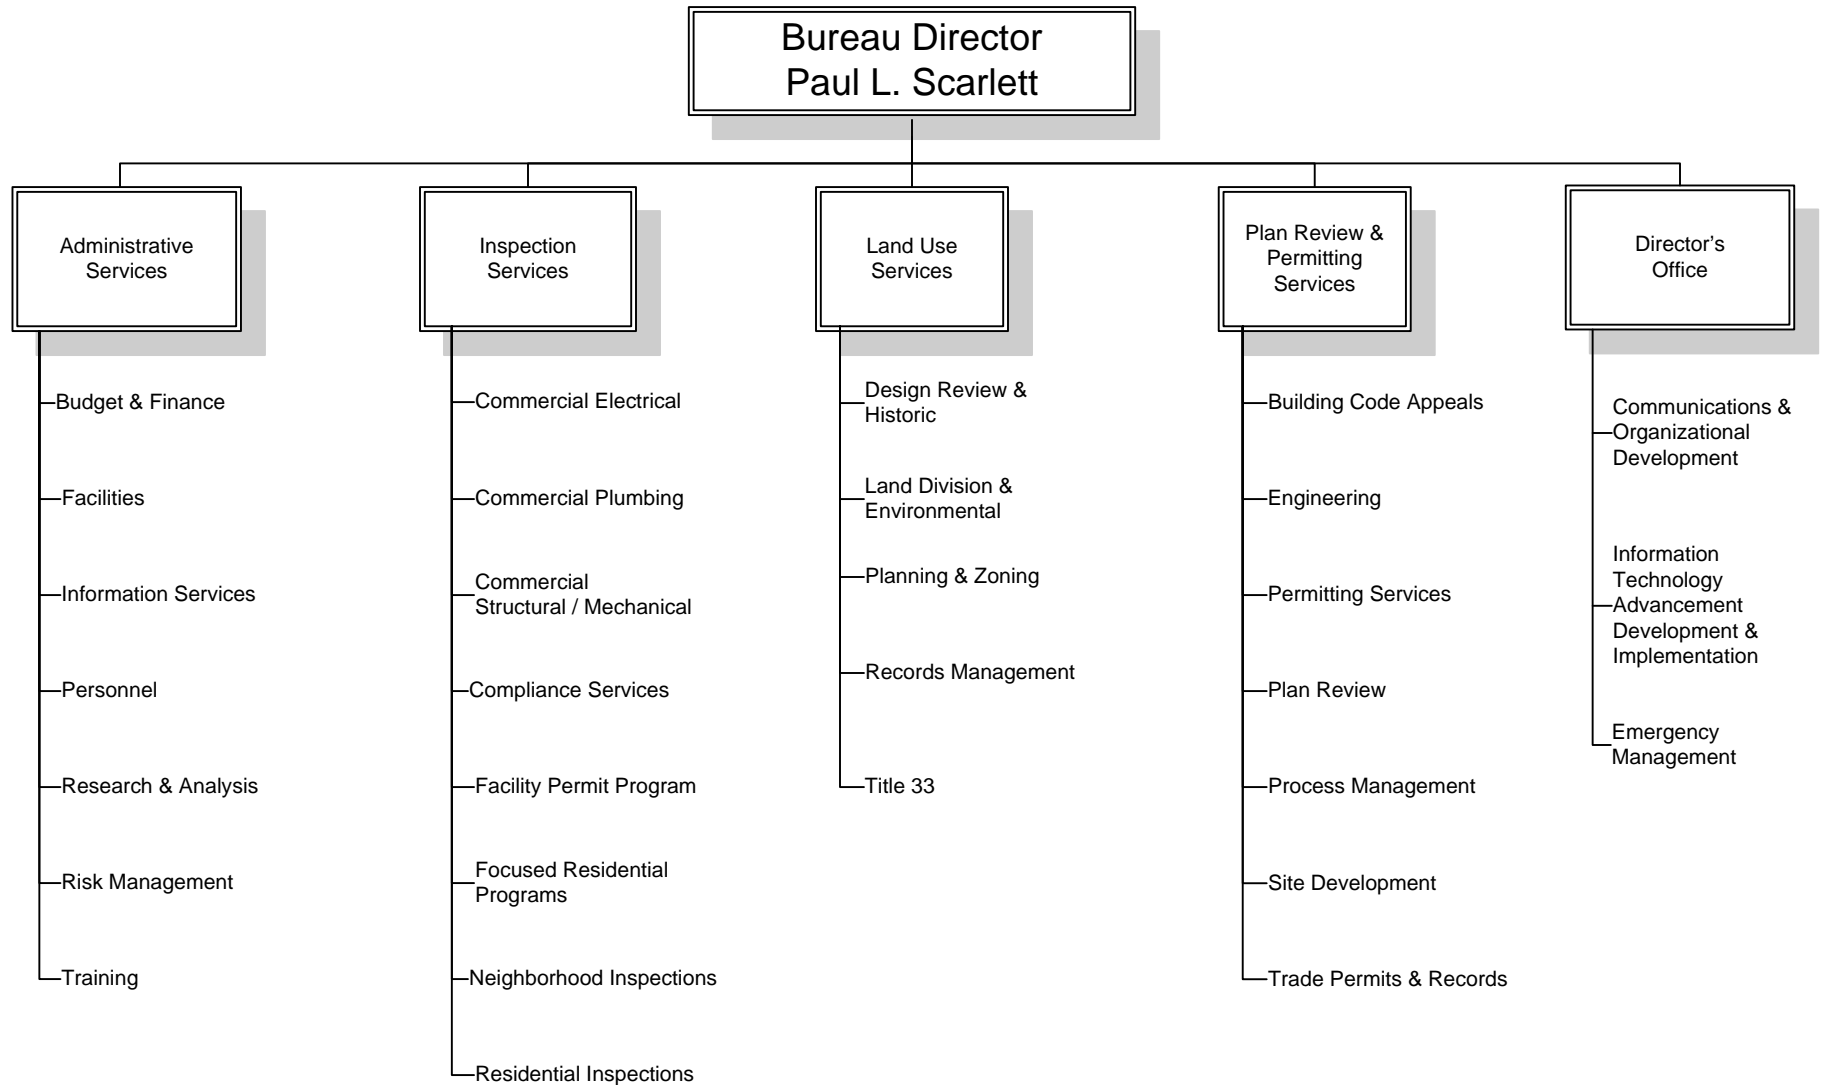 Bureau Director
Paul L. Scarlett
Administrative
Services
Budget & Finance
Facilities
Information Services
Personnel
Research & Analysis
Risk Management
Training
Inspection
Services
Commercial Electrical
Commercial Plumbing
Commercial
Structural / Mechanical
Compliance Services
Facility Permit Program
Focused Residential
Programs
Neighborhood Inspections
Residential Inspections
Land Use
Services
Design Review &
Historic
Land Division &
Environmental
Planning & Zoning
Records Management
Title 33
Plan Review &
Permitting
Services
Building Code Appeals
Engineering
Permitting Services
Plan Review
Process Management
Site Development
Trade Permits & Records
Director’s
Office
Communications &
Organizational
Development
Information
Technology
Advancement
Development &
Implementation
Emergency
Management